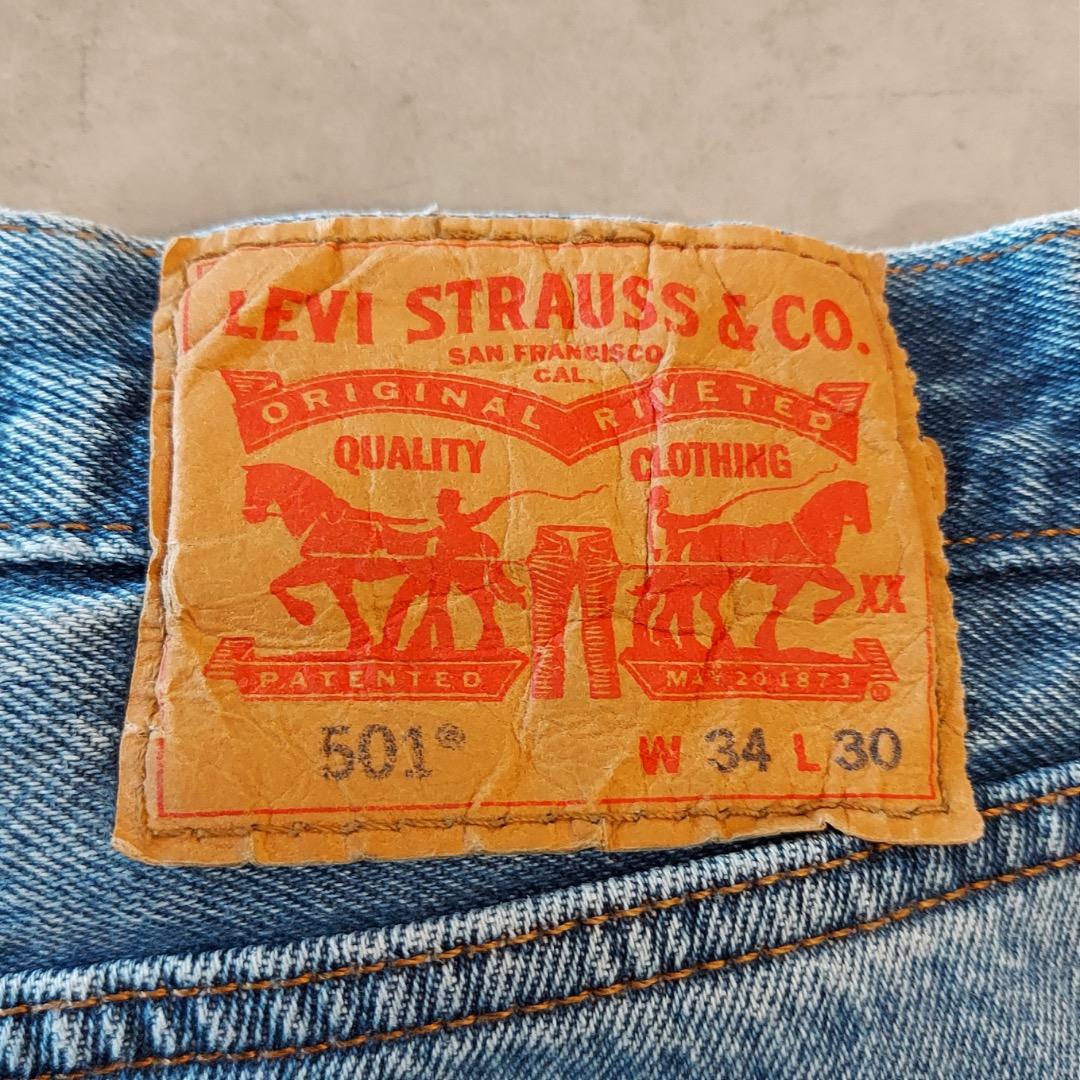 LEVI STRAUSS & CO.
SAN FRANCISCO
CAL.
ORIGINAL RIVETED
QUALITY CLOTHING
XX
PATENTED MAY 20 1873 ®
501® W 34 L 30